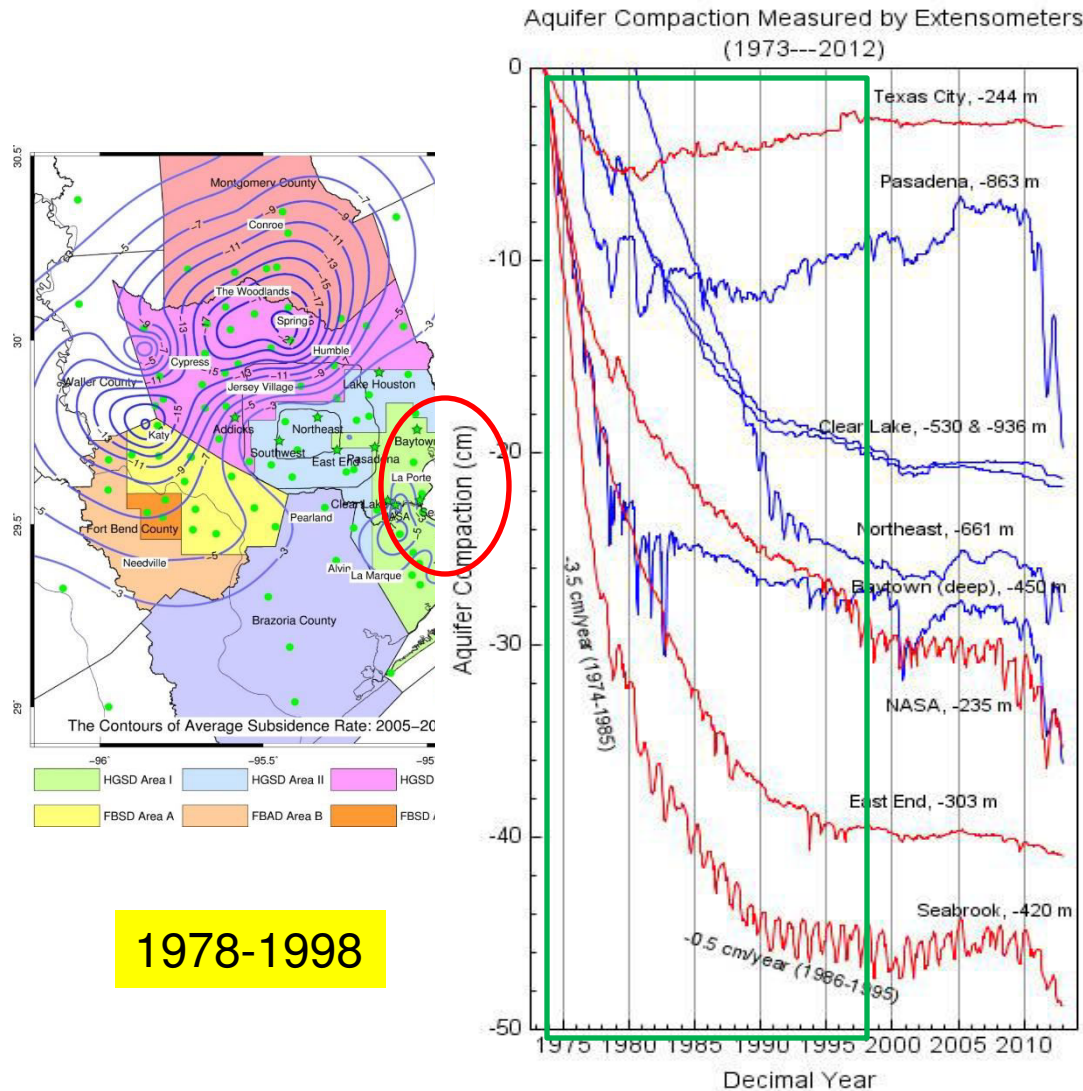 Aquifer Compaction Measured by Extensometers
(1973---2012)
0
-10
-20
-30
-40
-50
Aquifer Compaction (cm)
Texas City, -244 m
Pasadena, -863 m
Clear Lake, -530 & -936 m
Northeast, -661 m
Baytown (deep), -450 m
NASA, -235 m
East End, -303 m
Seabrook, -420 m
-3.5 cm/year (1974-1985)
-0.5 cm/year (1986-1995)
1975 1980 1985 1990 1995 2000 2005 2010
Decimal Year
30.5
30°
29.5
29°
Montgomery County
Conroe
The Woodlands
Spring
Humble
Cypress
Waller County
Jersey Village
Lake Houston
Katy
Addicks
Northeast
Baytown
Southwest
East End
Pasadena
La Porte
Clear Lake
Fort Bend County
Pearland
Needville
Alvin
La Marque
Brazoria County
The Contours of Average Subsidence Rate: 2005–20
-96°
-95.5°
-95
HGSD Area I
HGSD Area II
HGSD
FBSD Area A
FBAD Area B
FBSD
1978-1998